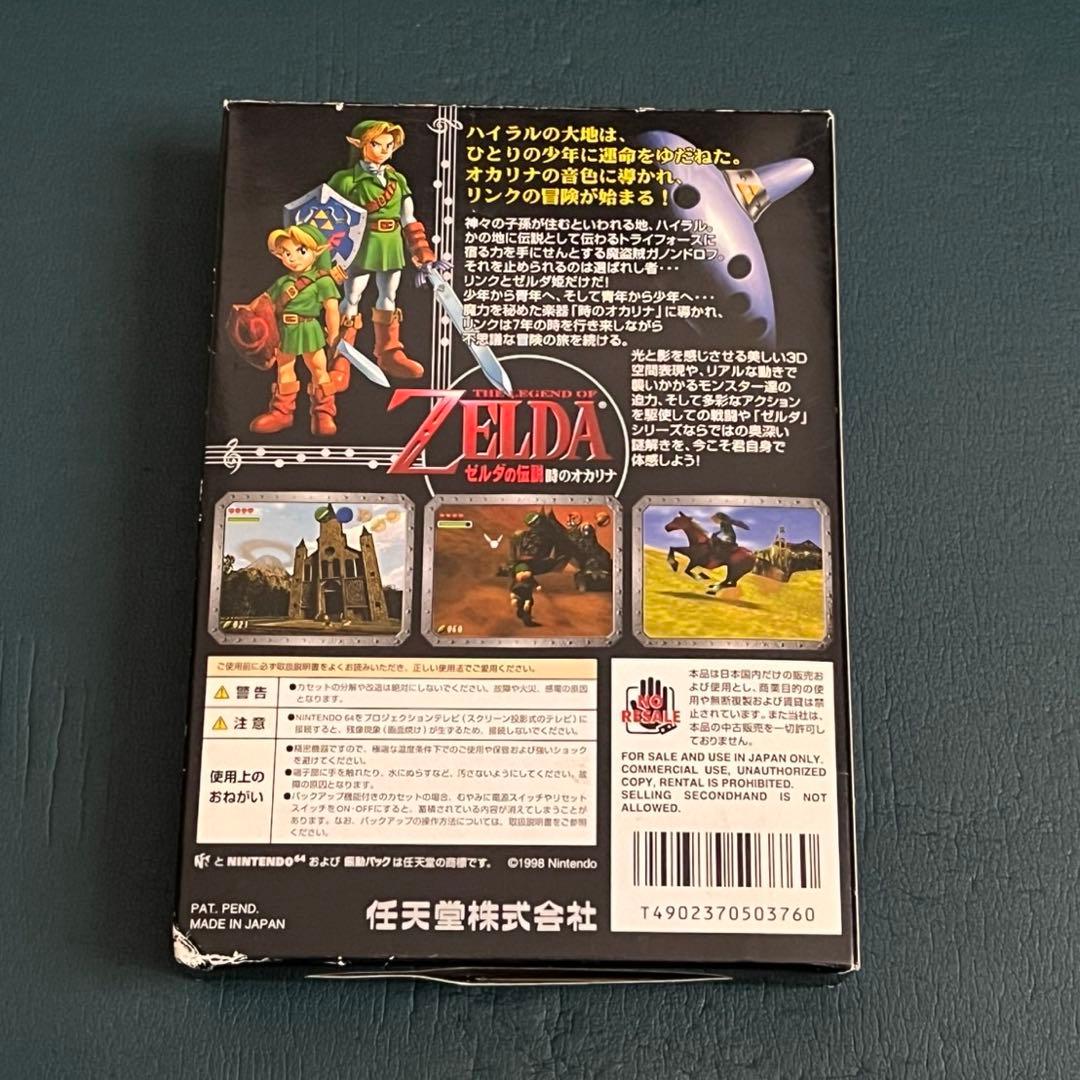 ハイラルの大地は、
ひとりの少年に運命をゆだねた。
オカリナの音色に導かれ、
リンクの冒険が始まる！
神々の子孫が住むといわれる地、ハイラル。
かの地に伝説として伝わるトライフォースに
宿る力を手にせんとする魔盗賊ガノンドロフ。
それを止められるのは選ばれし者･･･
リンクとゼルダ姫だけだ！
少年から青年へ、そして青年から少年へ･･･
魔力を秘めた楽器「時のオカリナ」に導かれ、
リンクは7年の時を行き来しながら
不思議な冒険の旅を続ける。
光と影を感じさせる美しい3D
空間表現や、リアルな動きで
襲いかかるモンスター達の
迫力、そして多彩なアクション
を駆使しての戦闘や「ゼルダ」
シリーズならではの奥深い
謎解きを、今こそ君自身で
体感しよう！
THE LEGEND OF
ZELDA®
ゼルダの伝説 時のオカリナ
021
060
ご使用前に必ず取扱説明書をよくお読みいただき、正しい使用法でご愛用ください。
警告
●カセットの分解や改造は絶対にしないでください。故障や火災、感電の原因
となります。
注意
●NINTENDO 64をプロジェクションテレビ（スクリーン投影式のテレビ）に
接続すると、残像現象（画面焼け）が生ずるため、接続しないでください。
使用上の
おねがい
●精密機器ですので、極端な温度条件下でのご使用や保管および強いショック
を避けてください。
●端子部に手を触れたり、水にぬらすなど、汚さないようにしてください。故
障の原因となります。
●バックアップ機能付きのカセットの場合、むやみに電源スイッチやリセット
スイッチをON･OFFにすると、蓄積されている内容が消えてしまうことが
あります。なお、バックアップの操作方法については、取扱説明書をご参照
ください。
と NINTENDO64 および 振動パック は任天堂の商標です。 ©1998 Nintendo
PAT. PEND.
MADE IN JAPAN
任天堂株式会社
NO
RESALE
本品は日本国内だけの販売お
よび使用とし、商業目的の使
用や無断複製および賃貸は禁
止されています。また当社は、
本品の中古販売を一切許可し
ておりません。
FOR SALE AND USE IN JAPAN ONLY.
COMMERCIAL USE, UNAUTHORIZED
COPY, RENTAL IS PROHIBITED.
SELLING SECONDHAND IS NOT
ALLOWED.
T4902370503760